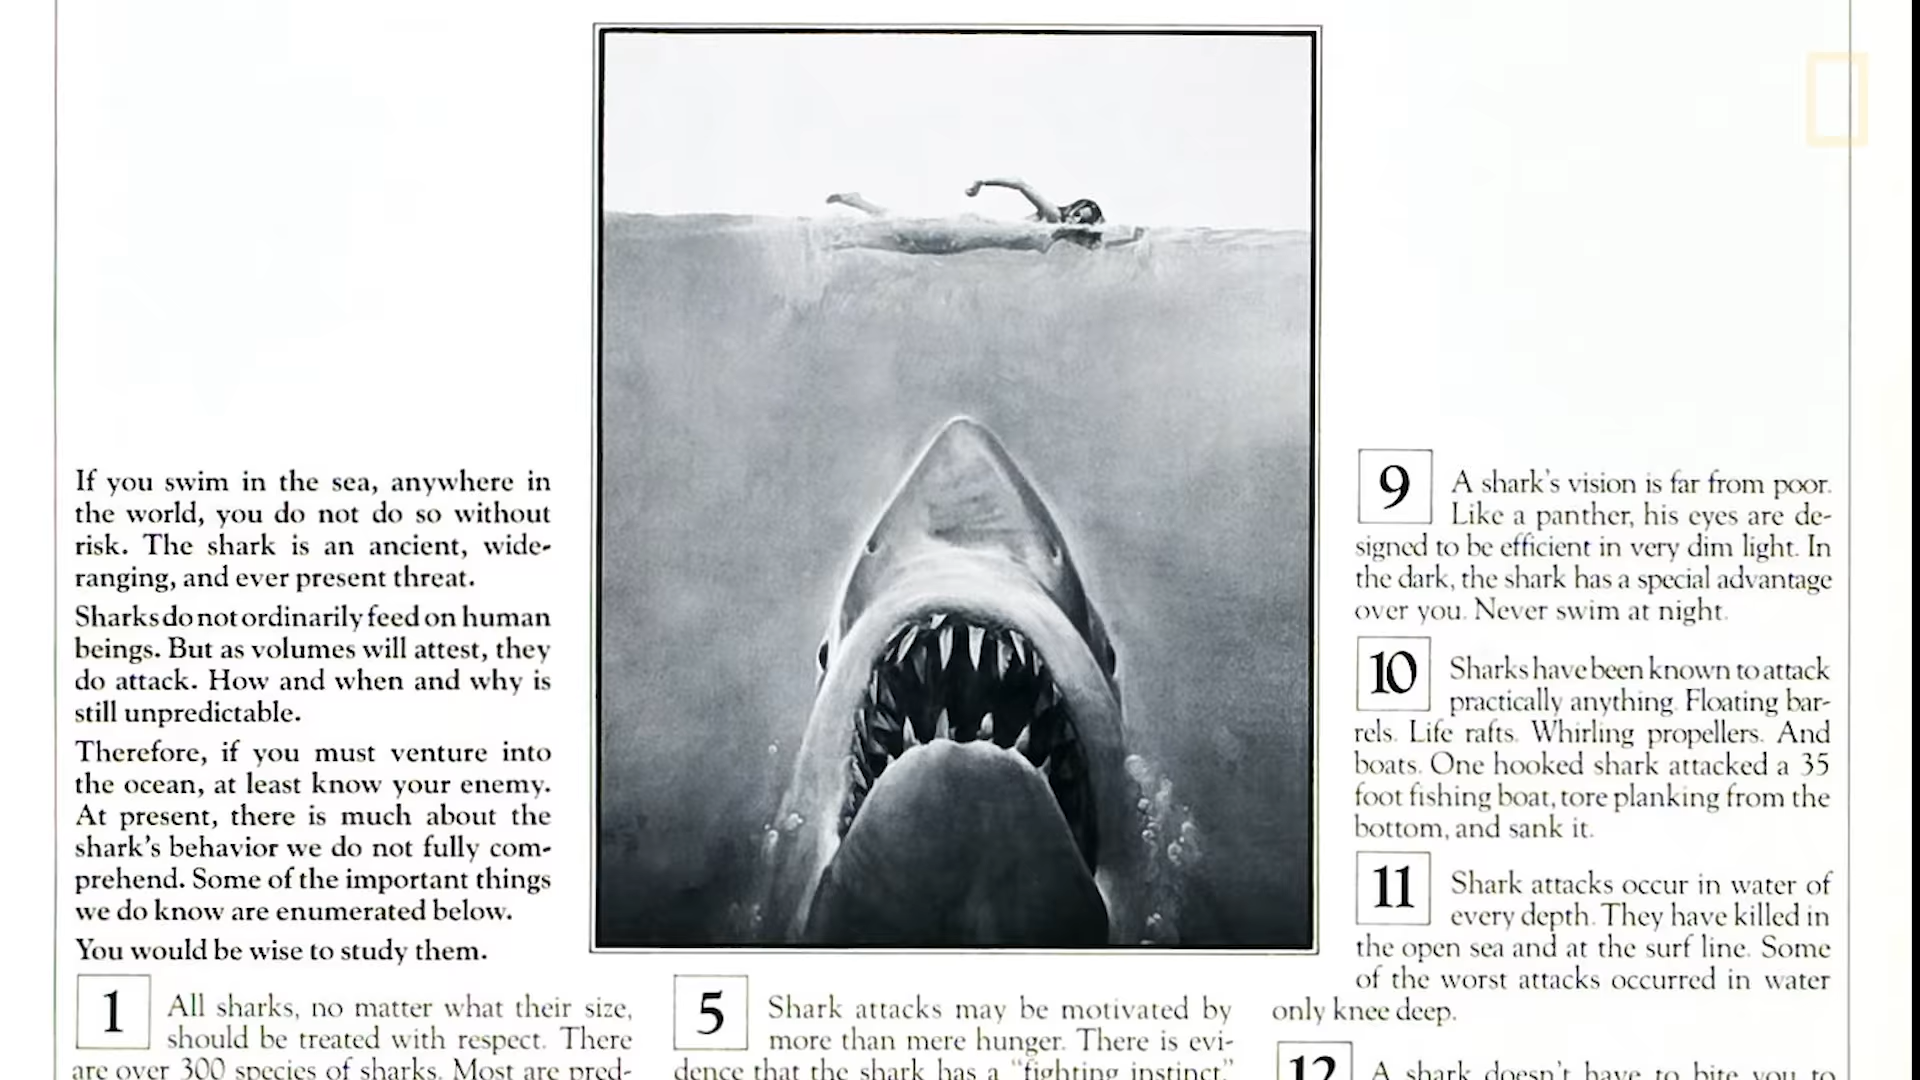 If you swim in the sea, anywhere in
the world, you do not do so without
risk. The shark is an ancient, wide-
ranging, and ever present threat.
Sharks do not ordinarily feed on human
beings. But as volumes will attest, they
do attack. How and when and why is
still unpredictable.
Therefore, if you must venture into
the ocean, at least know your enemy.
At present, there is much about the
shark's behavior we do not fully com-
prehend. Some of the important things
we do know are enumerated below.
You would be wise to study them.
1 All sharks, no matter what their size,
should be treated with respect. There
are over 300 species of sharks. Most are pred-
5 Shark attacks may be motivated by
more than mere hunger. There is evi-
dence that the shark has a "fighting instinct."
9 A shark's vision is far from poor.
Like a panther, his eyes are de-
signed to be efficient in very dim light. In
the dark, the shark has a special advantage
over you. Never swim at night.
10 Sharks have been known to attack
practically anything. Floating bar-
rels. Life rafts. Whirling propellers. And
boats. One hooked shark attacked a 35
foot fishing boat, tore planking from the
bottom, and sank it.
11 Shark attacks occur in water of
every depth. They have killed in
the open sea and at the surf line. Some
of the worst attacks occurred in water
only knee deep.
12 A shark doesn't have to bite you to